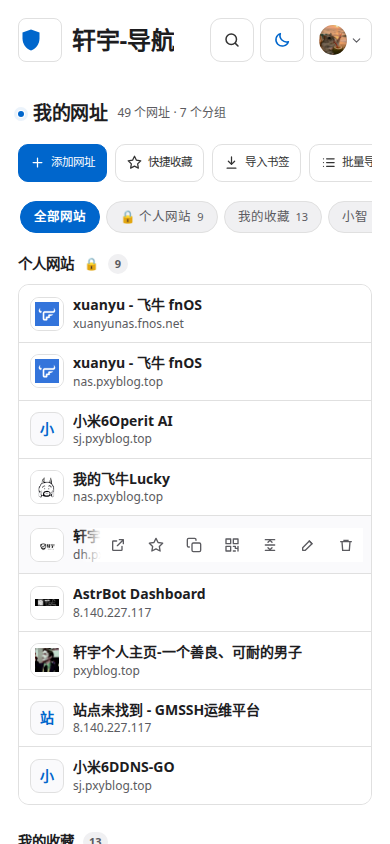 轩宇-导航
我的网址 49 个网址 · 7 个分组
添加网址 快捷收藏 导入书签 批量导
全部网站 个人网站 9 我的收藏 13 小智
个人网站 9
xuanyu - 飞牛 fnOS
xuanyunas.fnos.net
xuanyu - 飞牛 fnOS
nas.pxyblog.top
小 小米6Operit AI
sj.pxyblog.top
我的飞牛Lucky
nas.pxyblog.top
轩宇
dh.p
AstrBot Dashboard
8.140.227.117
轩宇个人主页-一个善良、可耐的男子
pxyblog.top
站 站点未找到 - GMSSH运维平台
8.140.227.117
小 小米6DDNS-GO
sj.pxyblog.top
我的收藏 13